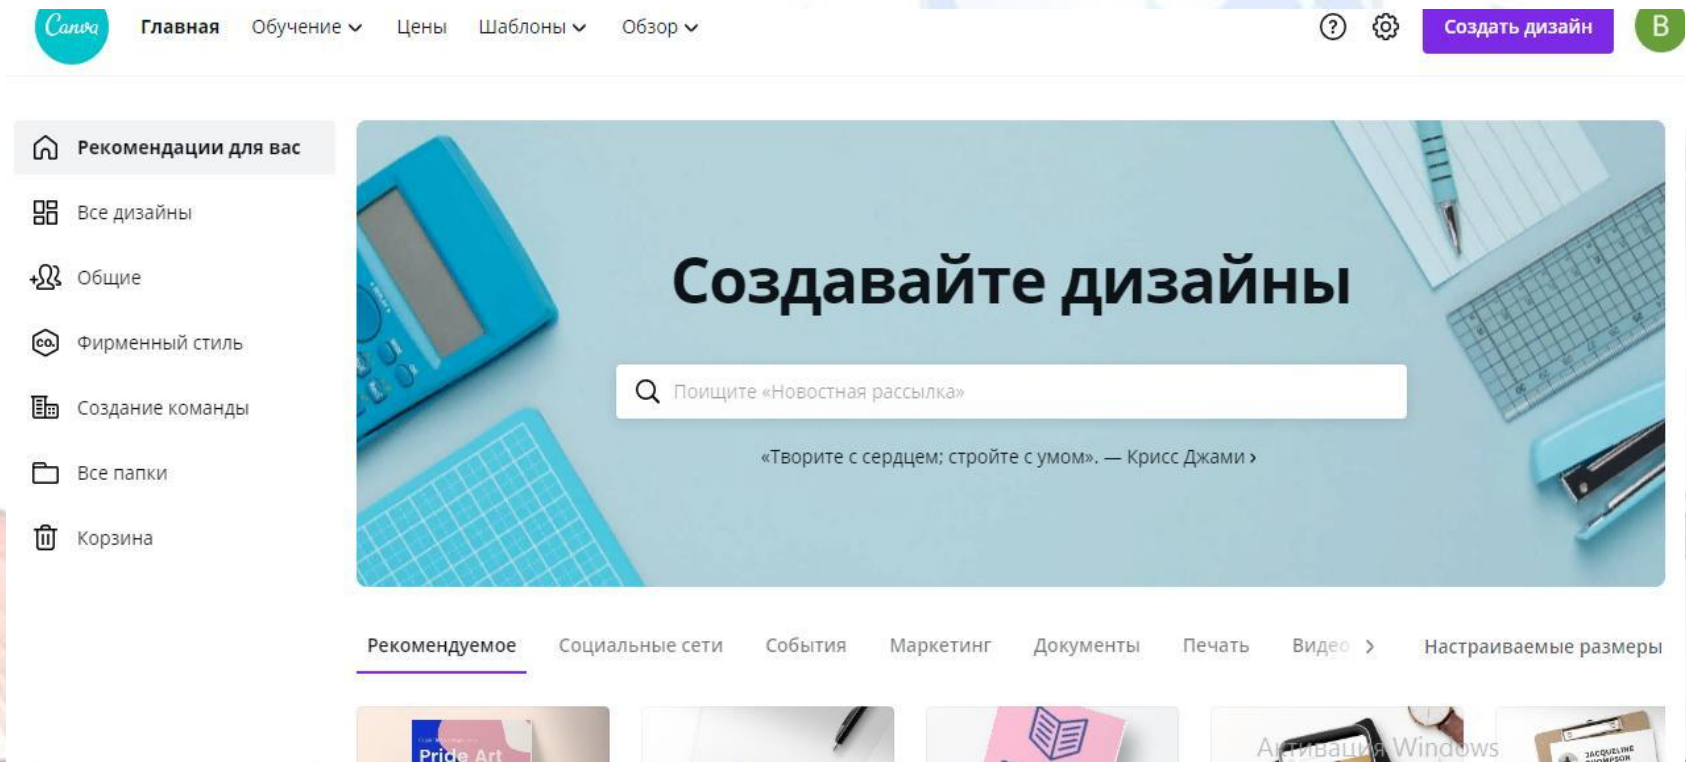 Canva
Главная Обучение Цены Шаблоны Обзор
Создать дизайн
B
Рекомендации для вас
Все дизайны
Общие
CO.
Фирменный стиль
Создание команды
Все папки
Корзина
Создавайте дизайны
Поищите «Новостная рассылка»
«Творите с сердцем; стройте с умом». — Крисс Джами ›
Рекомендуемое Социальные сети События Маркетинг Документы Печать Видео Настраиваемые размеры
Pride Art
Активация Windows
JACQUELINE
THOMPSON